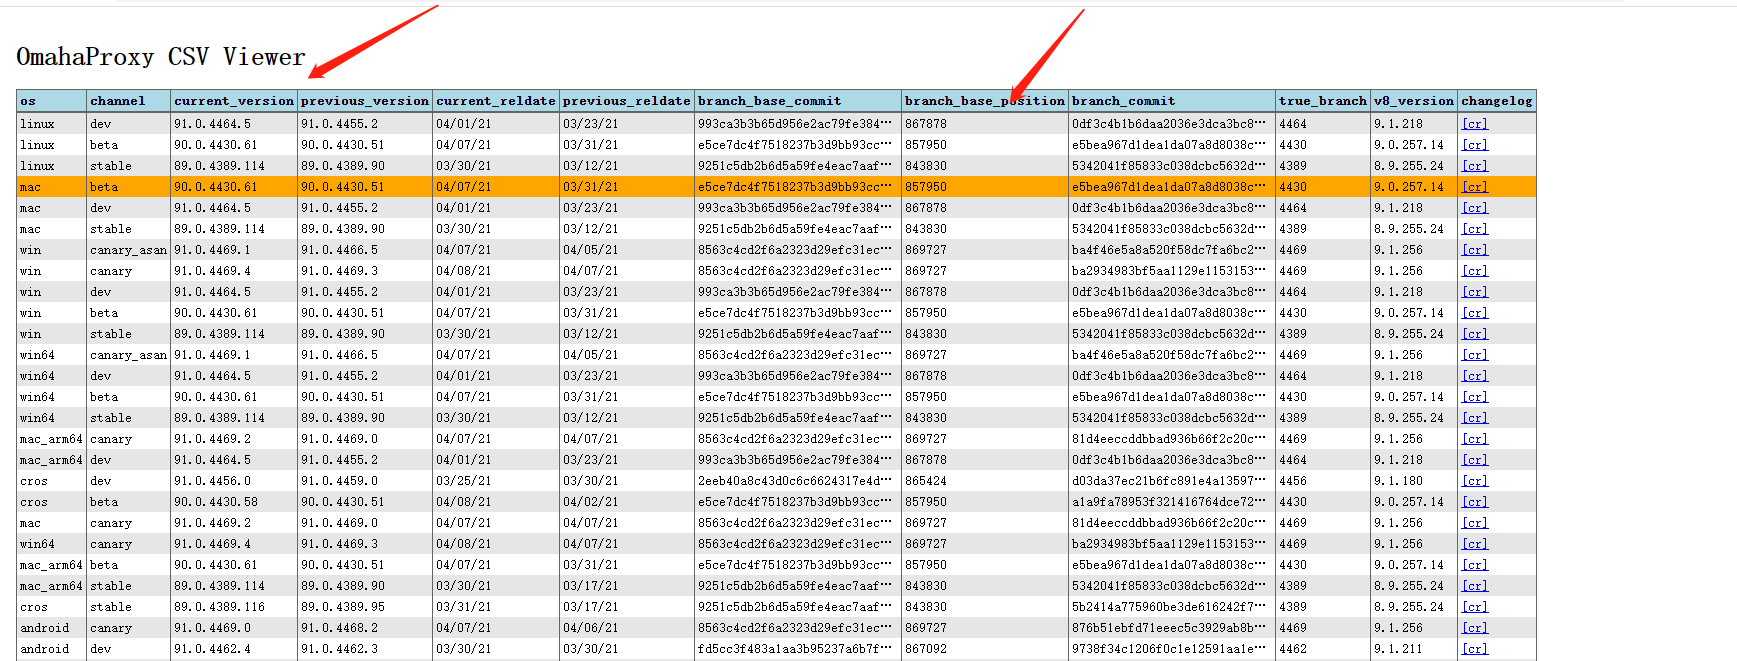 OmahaProxy CSV Viewer
os channel current_version previous_version current_reldate previous_reldate branch_base_commit branch_base_position branch_commit true_branch v8_version changelog
linux dev 91.0.4464.5 91.0.4455.2 04/01/21 03/23/21 993ca3b3b65d956e2ac79fe384… 867878 0df3c4b1b6daa2036e3dca3bc8… 4464 9.1.218 [cr]
linux beta 90.0.4430.61 90.0.4430.51 04/07/21 03/31/21 e5ce7dc4f7518237b3d9bb93cc… 857950 e5bea967d1dea1da07a8d8038c… 4430 9.0.257.14 [cr]
linux stable 89.0.4389.114 89.0.4389.90 03/30/21 03/12/21 9251c5db2b6d5a59fe4eac7aaf… 843830 5342041f85833c038dcbc5632d… 4389 8.9.255.24 [cr]
mac beta 90.0.4430.61 90.0.4430.51 04/07/21 03/31/21 e5ce7dc4f7518237b3d9bb93cc… 857950 e5bea967d1dea1da07a8d8038c… 4430 9.0.257.14 [cr]
mac dev 91.0.4464.5 91.0.4455.2 04/01/21 03/23/21 993ca3b3b65d956e2ac79fe384… 867878 0df3c4b1b6daa2036e3dca3bc8… 4464 9.1.218 [cr]
mac stable 89.0.4389.114 89.0.4389.90 03/30/21 03/12/21 9251c5db2b6d5a59fe4eac7aaf… 843830 5342041f85833c038dcbc5632d… 4389 8.9.255.24 [cr]
win canary_asan 91.0.4469.1 91.0.4466.5 04/07/21 04/05/21 8563c4cd2f6a2323d29efc31ec… 869727 ba4f46e5a8a520f58dc7fa6bc2… 4469 9.1.256 [cr]
win canary 91.0.4469.4 91.0.4469.3 04/08/21 04/07/21 8563c4cd2f6a2323d29efc31ec… 869727 ba2934983bf5aa1129e1153153… 4469 9.1.256 [cr]
win dev 91.0.4464.5 91.0.4455.2 04/01/21 03/23/21 993ca3b3b65d956e2ac79fe384… 867878 0df3c4b1b6daa2036e3dca3bc8… 4464 9.1.218 [cr]
win beta 90.0.4430.61 90.0.4430.51 04/07/21 03/31/21 e5ce7dc4f7518237b3d9bb93cc… 857950 e5bea967d1dea1da07a8d8038c… 4430 9.0.257.14 [cr]
win stable 89.0.4389.114 89.0.4389.90 03/30/21 03/12/21 9251c5db2b6d5a59fe4eac7aaf… 843830 5342041f85833c038dcbc5632d… 4389 8.9.255.24 [cr]
win64 canary_asan 91.0.4469.1 91.0.4466.5 04/07/21 04/05/21 8563c4cd2f6a2323d29efc31ec… 869727 ba4f46e5a8a520f58dc7fa6bc2… 4469 9.1.256 [cr]
win64 dev 91.0.4464.5 91.0.4455.2 04/01/21 03/23/21 993ca3b3b65d956e2ac79fe384… 867878 0df3c4b1b6daa2036e3dca3bc8… 4464 9.1.218 [cr]
win64 beta 90.0.4430.61 90.0.4430.51 04/07/21 03/31/21 e5ce7dc4f7518237b3d9bb93cc… 857950 e5bea967d1dea1da07a8d8038c… 4430 9.0.257.14 [cr]
win64 stable 89.0.4389.114 89.0.4389.90 03/30/21 03/12/21 9251c5db2b6d5a59fe4eac7aaf… 843830 5342041f85833c038dcbc5632d… 4389 8.9.255.24 [cr]
mac_arm64 canary 91.0.4469.2 91.0.4469.0 04/07/21 04/07/21 8563c4cd2f6a2323d29efc31ec… 869727 81d4eeccddbbad936b66f2c20c… 4469 9.1.256 [cr]
mac_arm64 dev 91.0.4464.5 91.0.4455.2 04/01/21 03/23/21 993ca3b3b65d956e2ac79fe384… 867878 0df3c4b1b6daa2036e3dca3bc8… 4464 9.1.218 [cr]
cros dev 91.0.4456.0 91.0.4459.0 03/25/21 03/30/21 2eeb40a8c43d0c6c6624317e4d… 865424 d03da37ec21b6fc891e4a13597… 4456 9.1.180 [cr]
cros beta 90.0.4430.58 90.0.4430.51 04/08/21 04/02/21 e5ce7dc4f7518237b3d9bb93cc… 857950 a1a9fa78953f321416764dce72… 4430 9.0.257.14 [cr]
mac canary 91.0.4469.2 91.0.4469.0 04/07/21 04/07/21 8563c4cd2f6a2323d29efc31ec… 869727 81d4eeccddbbad936b66f2c20c… 4469 9.1.256 [cr]
win64 canary 91.0.4469.4 91.0.4469.3 04/08/21 04/07/21 8563c4cd2f6a2323d29efc31ec… 869727 ba2934983bf5aa1129e1153153… 4469 9.1.256 [cr]
mac_arm64 beta 90.0.4430.61 90.0.4430.51 04/07/21 03/31/21 e5ce7dc4f7518237b3d9bb93cc… 857950 e5bea967d1dea1da07a8d8038c… 4430 9.0.257.14 [cr]
mac_arm64 stable 89.0.4389.114 89.0.4389.90 03/30/21 03/17/21 9251c5db2b6d5a59fe4eac7aaf… 843830 5342041f85833c038dcbc5632d… 4389 8.9.255.24 [cr]
cros stable 89.0.4389.116 89.0.4389.95 03/31/21 03/17/21 9251c5db2b6d5a59fe4eac7aaf… 843830 5b2414a775960be3de616242f7… 4389 8.9.255.24 [cr]
android canary 91.0.4469.0 91.0.4468.2 04/07/21 04/06/21 8563c4cd2f6a2323d29efc31ec… 869727 876b51ebfd71eeec5c3929ab8b… 4469 9.1.256 [cr]
android dev 91.0.4462.4 91.0.4462.3 03/30/21 03/30/21 fd5cc3f483a1aa3b95237a6b7f… 867092 9738f34c1206f0c1e12591aa1e… 4462 9.1.211 [cr]